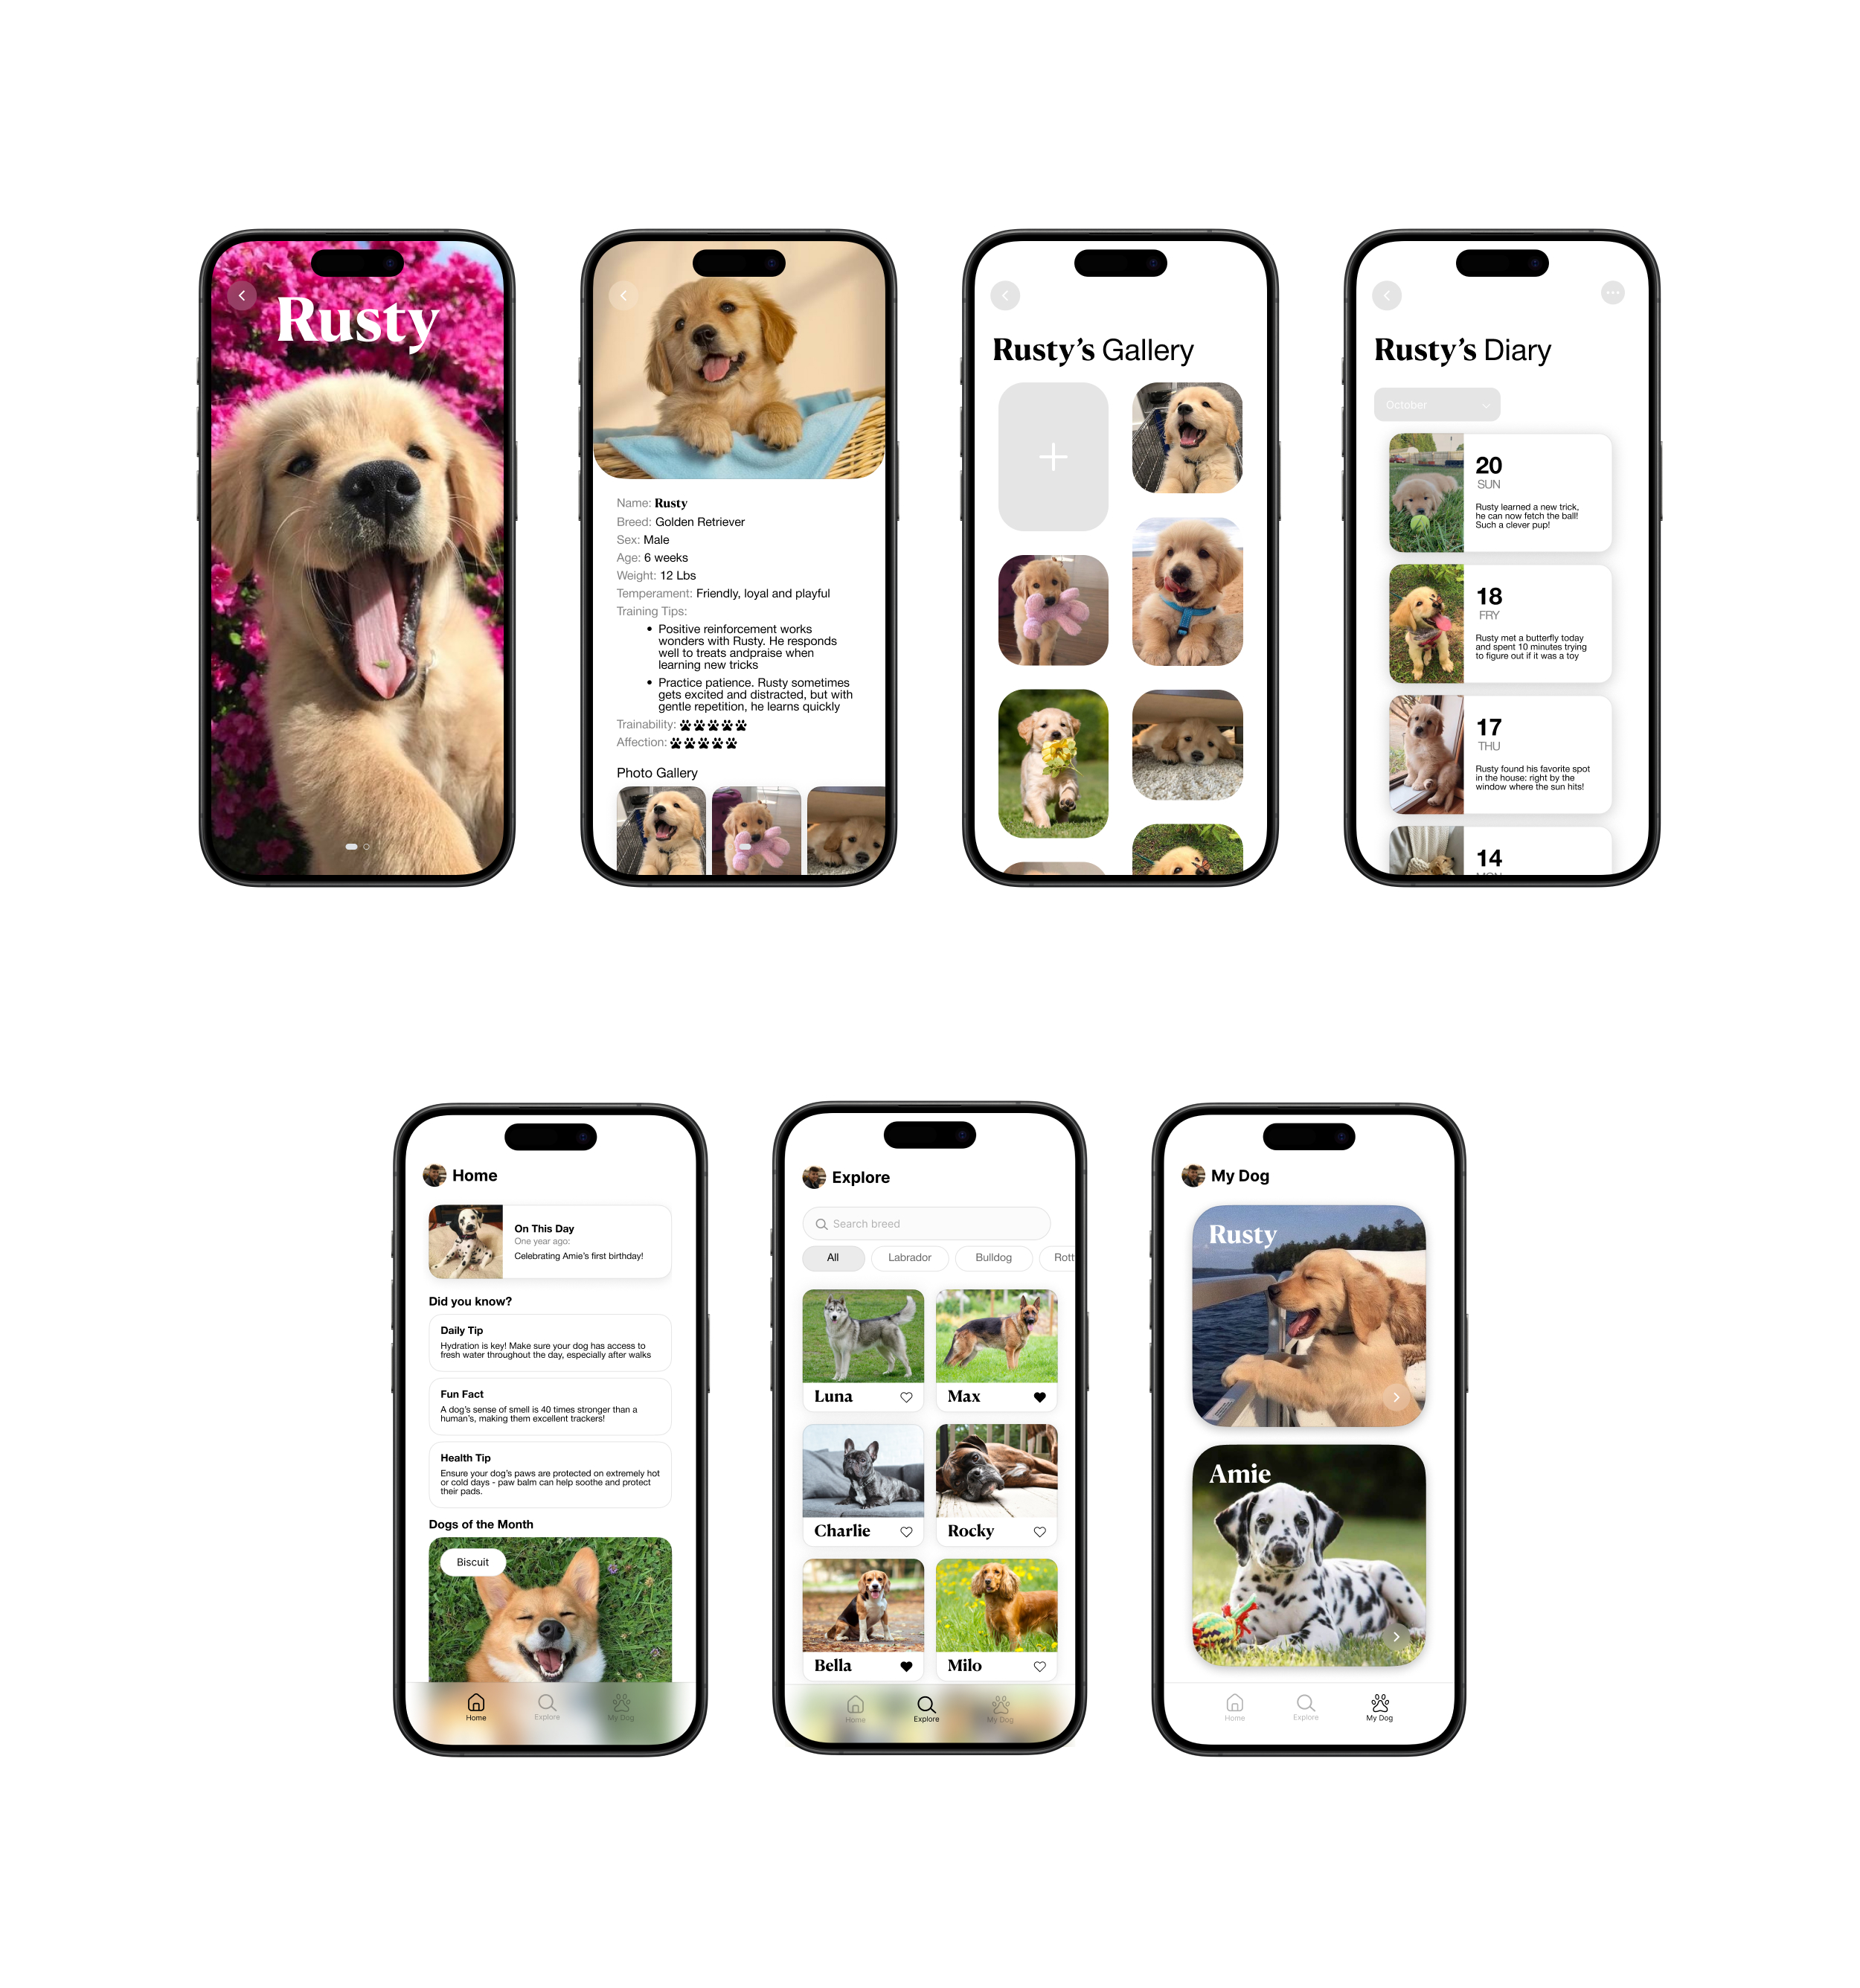 Rusty
Name: Rusty
Breed: Golden Retriever
Sex: Male
Age: 6 weeks
Weight: 12 Lbs
Temperament: Friendly, loyal and playful
Training Tips:
• Positive reinforcement works
wonders with Rusty. He responds
well to treats andpraise when
learning new tricks
• Practice patience. Rusty sometimes
gets excited and distracted, but with
gentle repetition, he learns quickly
Trainability:
Affection:
Photo Gallery
Rusty’s Gallery
Rusty’s Diary
October
20
SUN
Rusty learned a new trick,
he can now fetch the ball!
Such a clever pup!
18
FRY
Rusty met a butterfly today
and spent 10 minutes trying
to figure out if it was a toy
17
THU
Rusty found his favorite spot
in the house: right by the
window where the sun hits!
14
Home
On This Day
One year ago:
Celebrating Amie’s first birthday!
Did you know?
Daily Tip
Hydration is key! Make sure your dog has access to
fresh water throughout the day, especially after walks
Fun Fact
A dog’s sense of smell is 40 times stronger than a
human’s, making them excellent trackers!
Health Tip
Ensure your dog’s paws are protected on extremely hot
or cold days - paw balm can help soothe and protect
their pads.
Dogs of the Month
Biscuit
Home Explore My Dog
Explore
Search breed
All Labrador Bulldog Rott
Luna Max
Charlie Rocky
Bella Milo
Home Explore My Dog
My Dog
Rusty
Amie
Home Explore My Dog